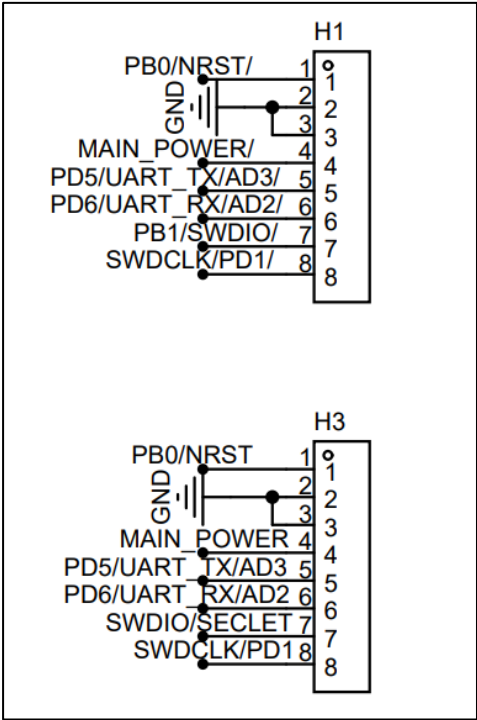 H1
PB0/NRST/ 1 1
GND 2 2
3 3
MAIN_POWER/ 4 4
PD5/UART_TX/AD3/ 5 5
PD6/UART_RX/AD2/ 6 6
PB1/SWDIO/ 7 7
SWDCLK/PD1/ 8 8
H3
PB0/NRST 1 1
GND 2 2
3 3
MAIN_POWER 4 4
PD5/UART_TX/AD3 5 5
PD6/UART_RX/AD2 6 6
SWDIO/SECLET 7 7
SWDCLK/PD1 8 8